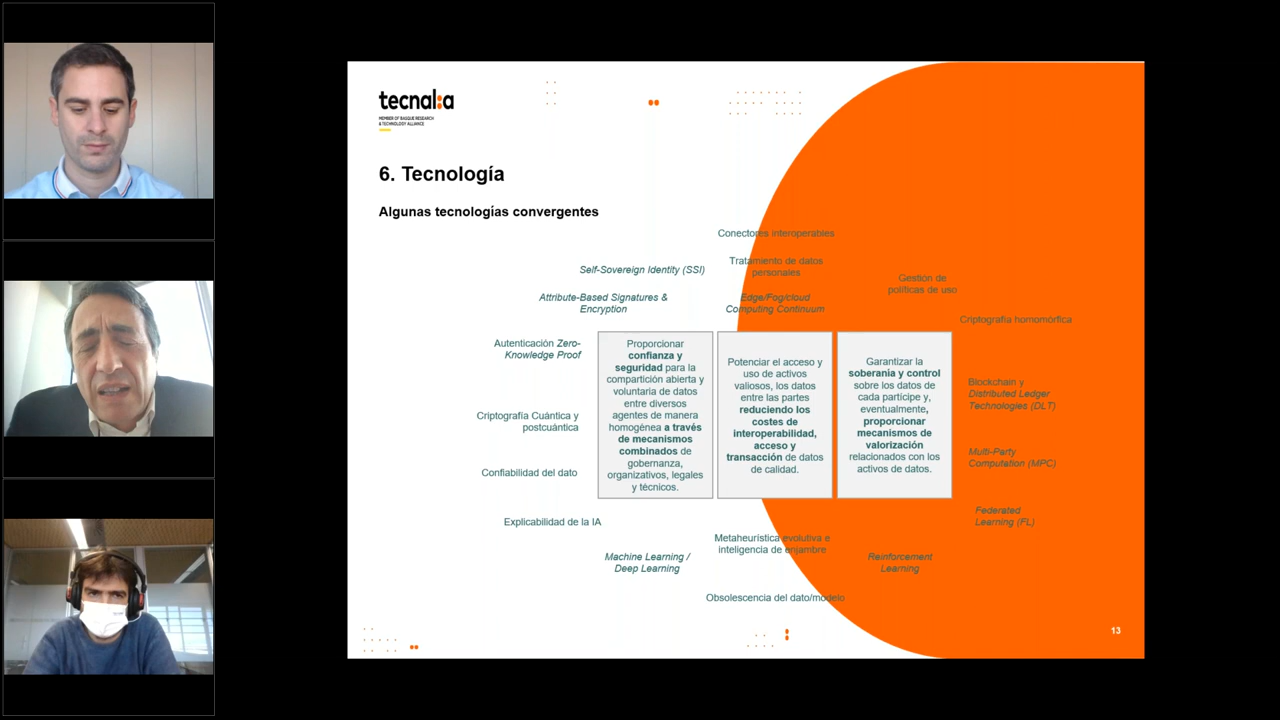 tecnalia
MEMBER OF BASQUE RESEARCH
& TECHNOLOGY ALLIANCE
6. Tecnología
Algunas tecnologías convergentes
Conectores interoperables
Self-Sovereign Identity (SSI)
Tratamiento de datos
personales
Gestión de
políticas de uso
Attribute-Based Signatures &
Encryption
Edge/Fog/cloud
Computing Continuum
Criptografía homomórfica
Autenticación Zero-
Knowledge Proof
Criptografía Cuántica y
postcuántica
Confiabilidad del dato
Explicabilidad de la IA
Proporcionar
confianza y
seguridad para la
compartición abierta y
voluntaria de datos
entre diversos
agentes de manera
homogénea a través
de mecanismos
combinados de
gobernanza,
organizativos, legales
y técnicos.
Potenciar el acceso y
uso de activos
valiosos, los datos
entre las partes
reduciendo los
costes de
interoperabilidad,
acceso y
transacción de datos
de calidad.
Garantizar la
soberanía y control
sobre los datos de
cada partícipe y,
eventualmente,
proporcionar
mecanismos de
valorización
relacionados con los
activos de datos.
Blockchain y
Distributed Ledger
Technologies (DLT)
Multi-Party
Computation (MPC)
Federated
Learning (FL)
Machine Learning /
Deep Learning
Metaheurística evolutiva e
inteligencia de enjambre
Reinforcement
Learning
Obsolescencia del dato/modelo
13